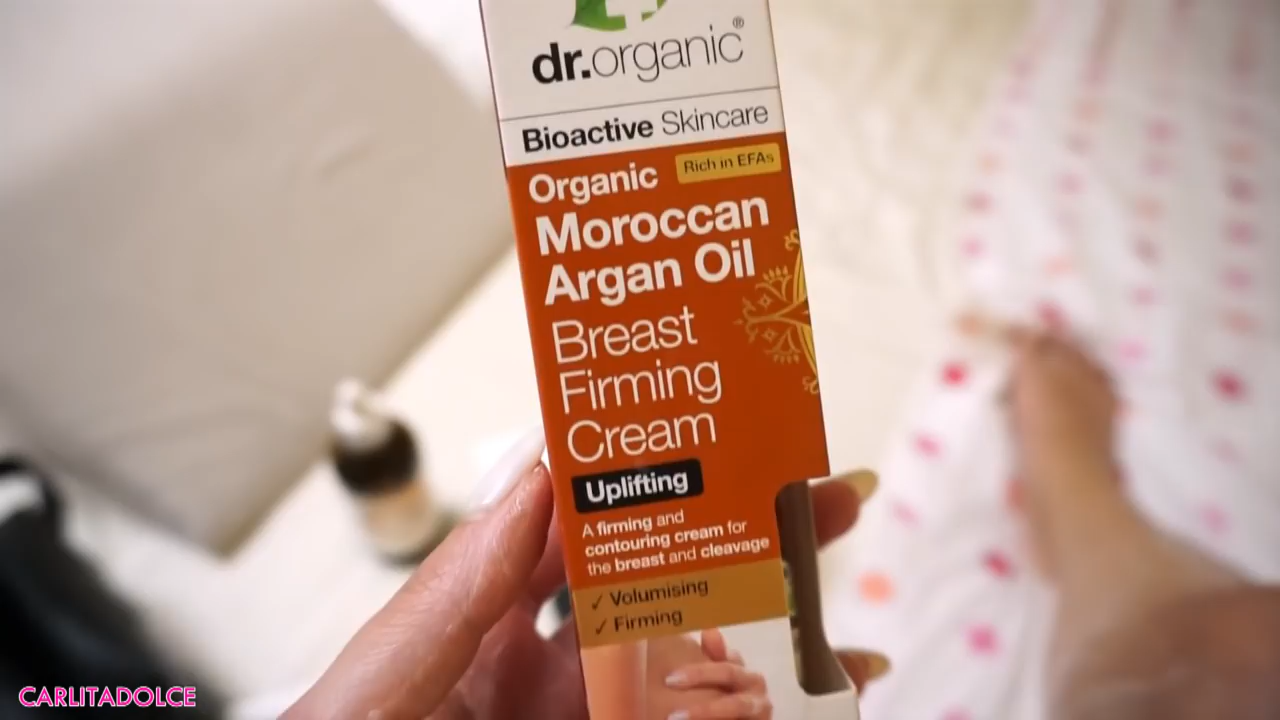 dr.organic®
Bioactive Skincare
Organic
Rich in EFAs
Moroccan
Argan Oil
Breast
Firming
Cream
Uplifting
A firming and
contouring cream for
the breast and cleavage
✓ Volumising
✓ Firming
CARLITADOLCE